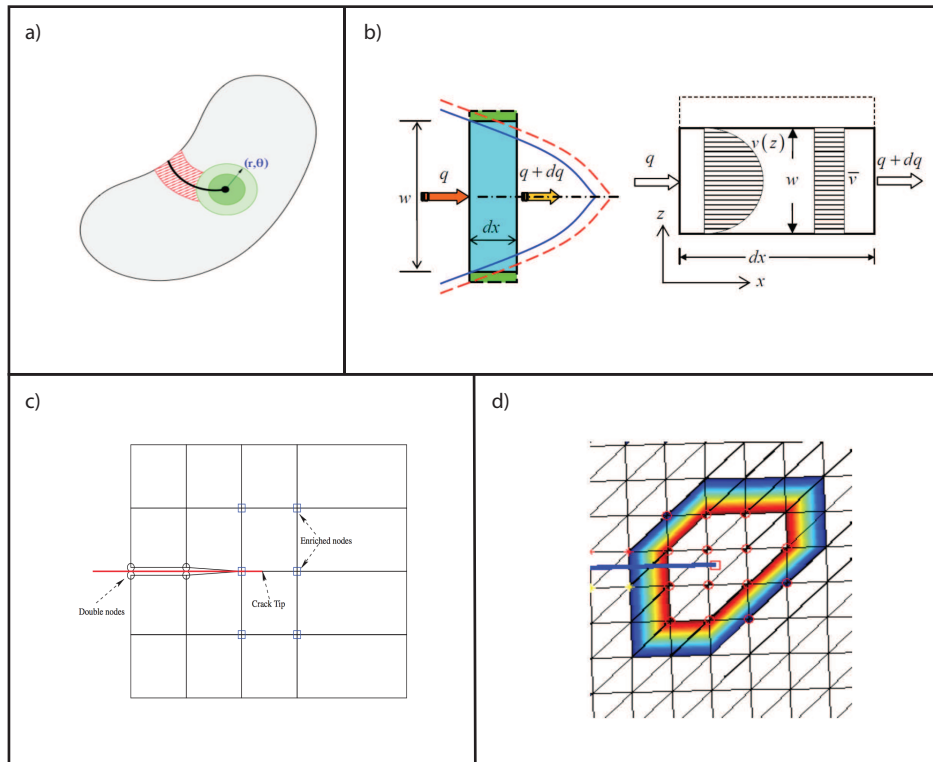 a)
(r,θ)
b)
w
q
q + dq
dx
q
v(z)
w
v̅
q + dq
z
dx
x
c)
Enriched nodes
Double nodes
Crack Tip
d)